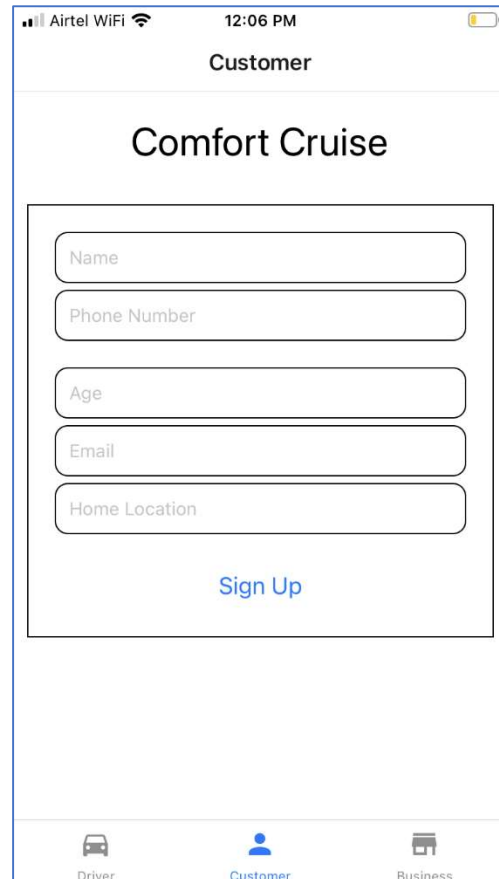 Airtel WiFi 12:06 PM
Customer
Comfort Cruise
Name
Phone Number
Age
Email
Home Location
Sign Up
Driver Customer Business